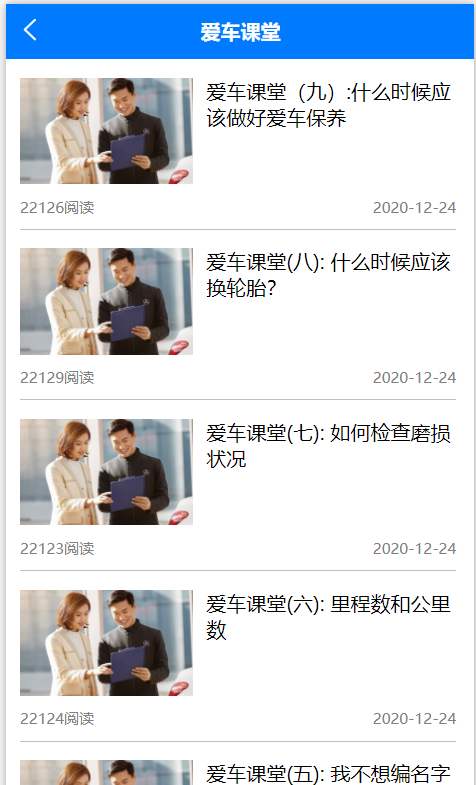 爱车课堂
爱车课堂（九）:什么时候应
该做好爱车保养
22126阅读 2020-12-24
爱车课堂(八): 什么时候应该
换轮胎?
22129阅读 2020-12-24
爱车课堂(七): 如何检查磨损
状况
22123阅读 2020-12-24
爱车课堂(六): 里程数和公里
数
22124阅读 2020-12-24
爱车课堂(五): 我不想编名字